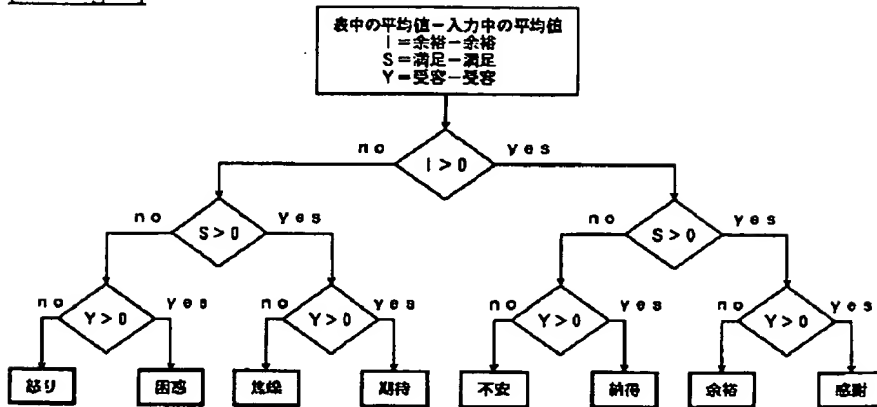 表中の平均値－入力中の平均値
I＝余裕－余裕
S＝満足－満足
Y＝受容－受容
no
I>0
yes
no
S>0
yes
no
S>0
yes
no
Y>0
yes
no
Y>0
yes
no
Y>0
yes
no
Y>0
yes
怒り
困惑
焦燥
期待
不安
納得
余裕
感謝